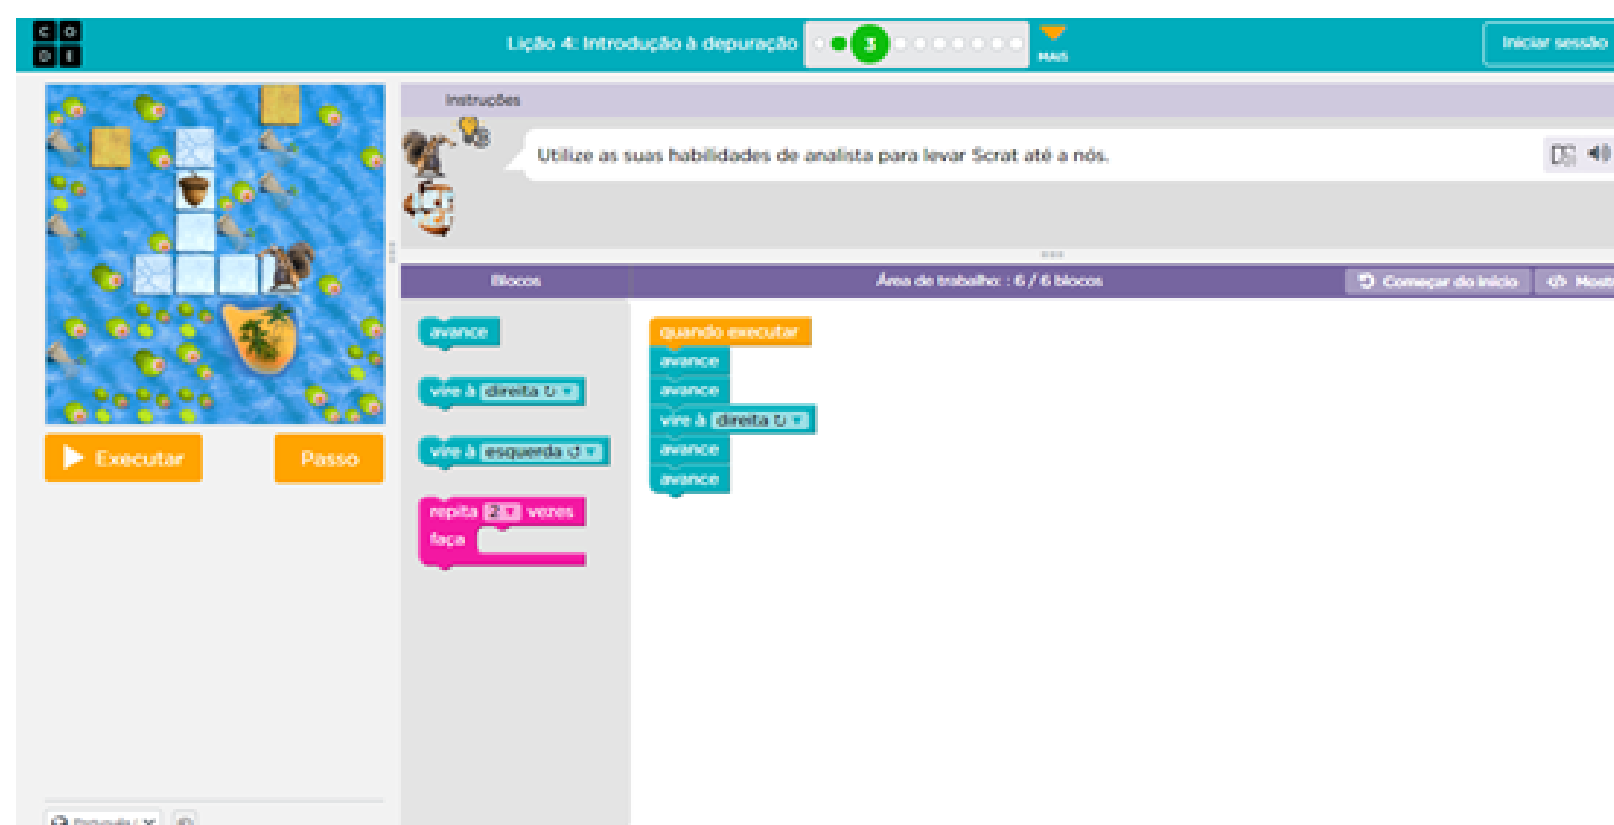 C O
D E
Lição 4: Introdução à depuração
3
MAIS
Iniciar sessão
Instruções
Utilize as suas habilidades de analista para levar Scrat até a nós.
Blocos
Área de trabalho: : 6 / 6 blocos
Começar do início
Most
avance
vire à direita ↻
vire à esquerda ↺
repita 2 vezes
faça
quando executar
avance
avance
vire à direita ↻
avance
avance
Executar
Passo